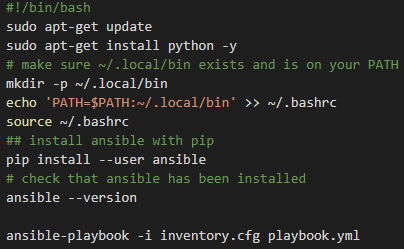 #!/bin/bash
sudo apt-get update
sudo apt-get install python -y
# make sure ~/.local/bin exists and is on your PATH
mkdir -p ~/.local/bin
echo 'PATH=$PATH:~/.local/bin' >> ~/.bashrc
source ~/.bashrc
## install ansible with pip
pip install --user ansible
# check that ansible has been installed
ansible --version

ansible-playbook -i inventory.cfg playbook.yml